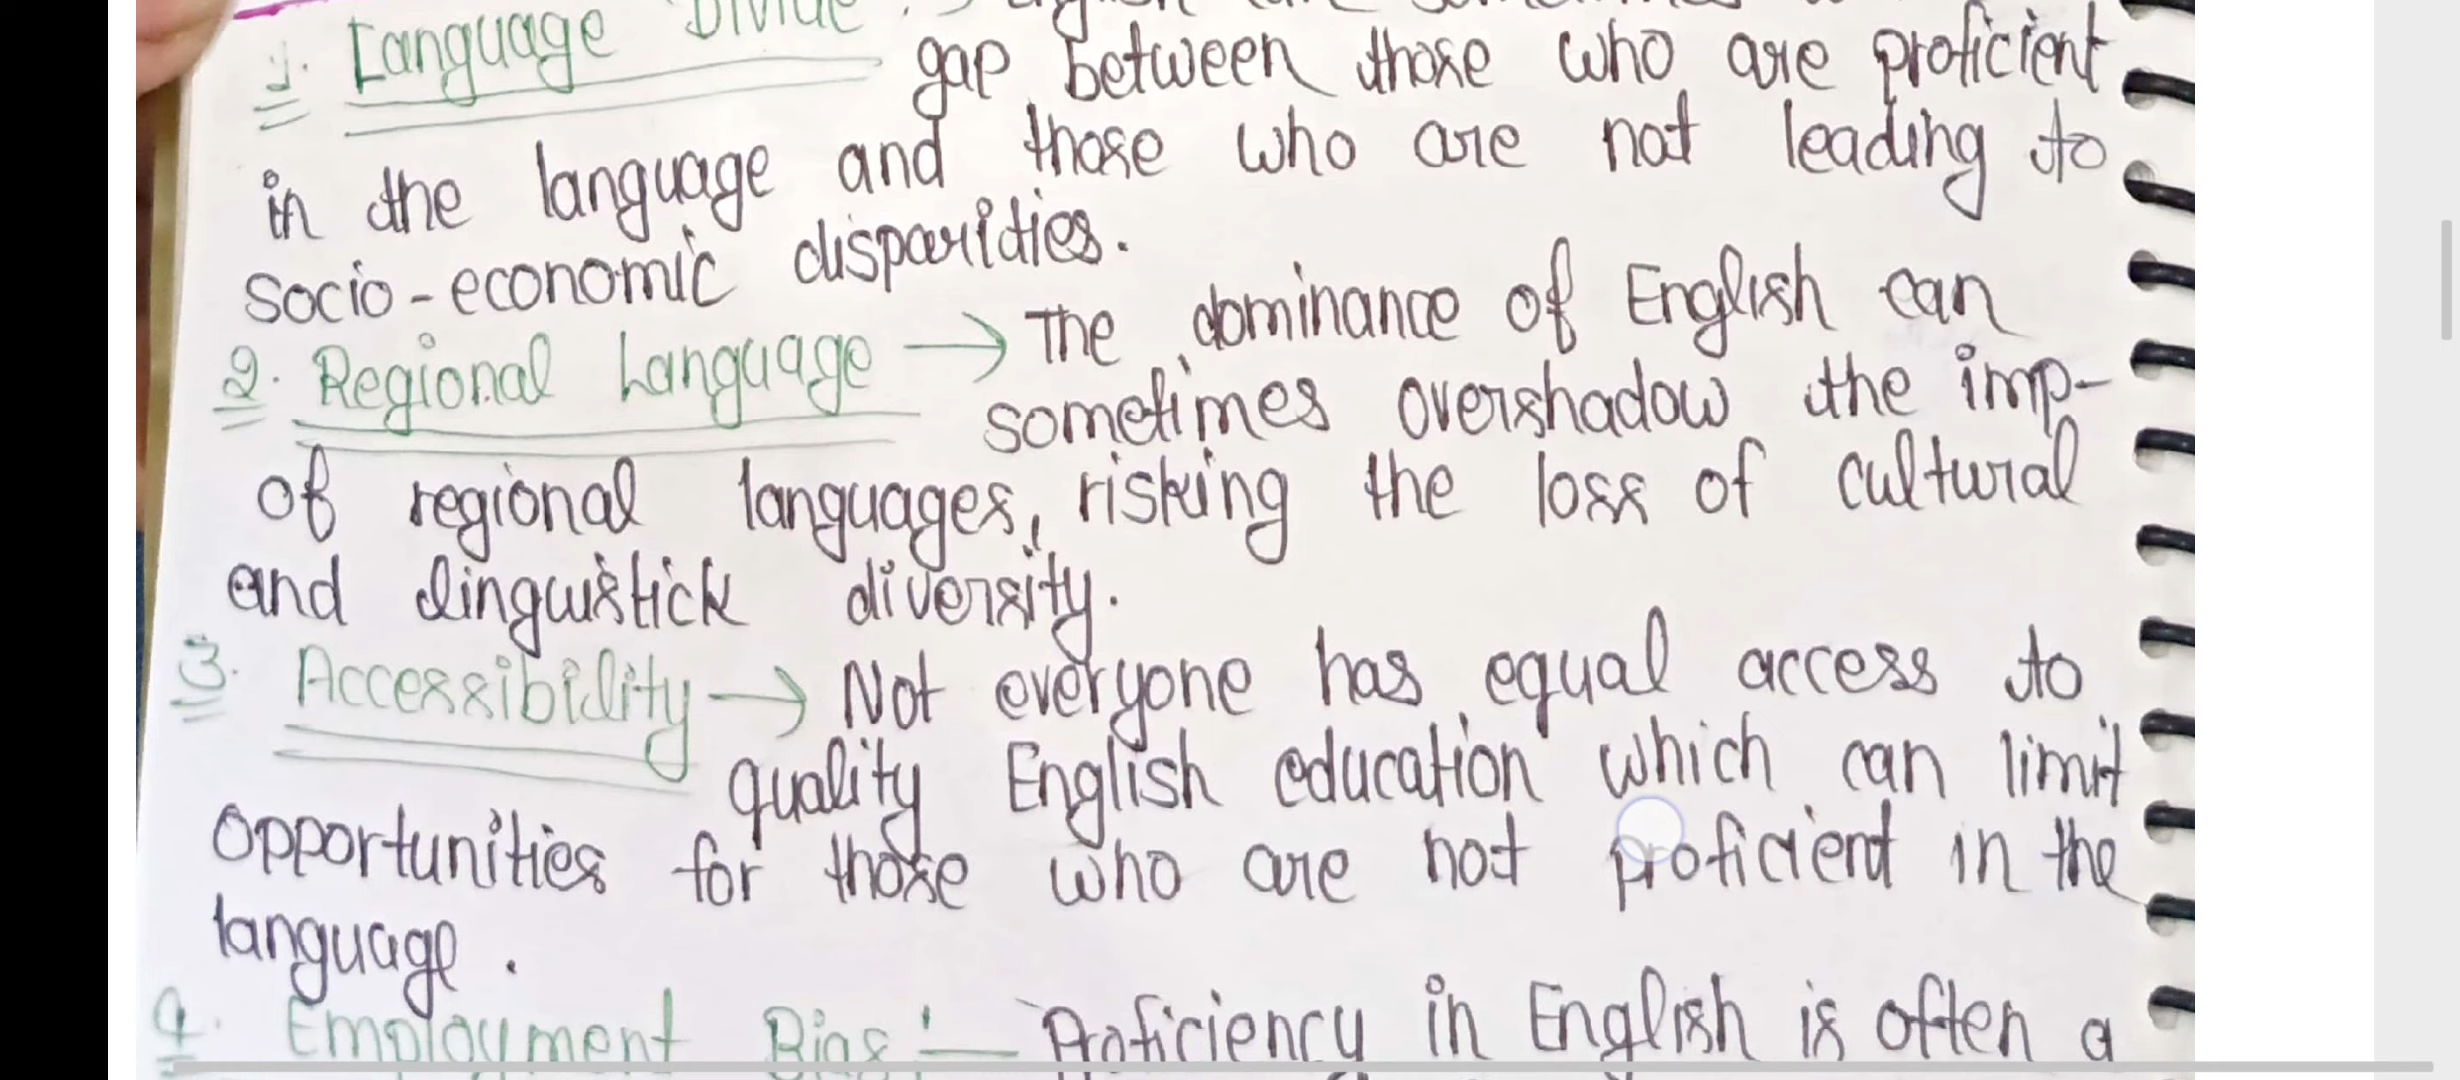 1. Language Divide
gap between those who are proficient
in the language and those who are not leading to
socio-economic disparities.
2. Regional Language → The dominance of English can
sometimes overshadow the imp-
of regional languages, risking the loss of cultural
and linguistick diversity.
3. Accessibility → Not everyone has equal access to
quality English education which can limit
opportunities for those who are not proficient in the
language.
4. Employment Bias :— Proficiency in English is often a